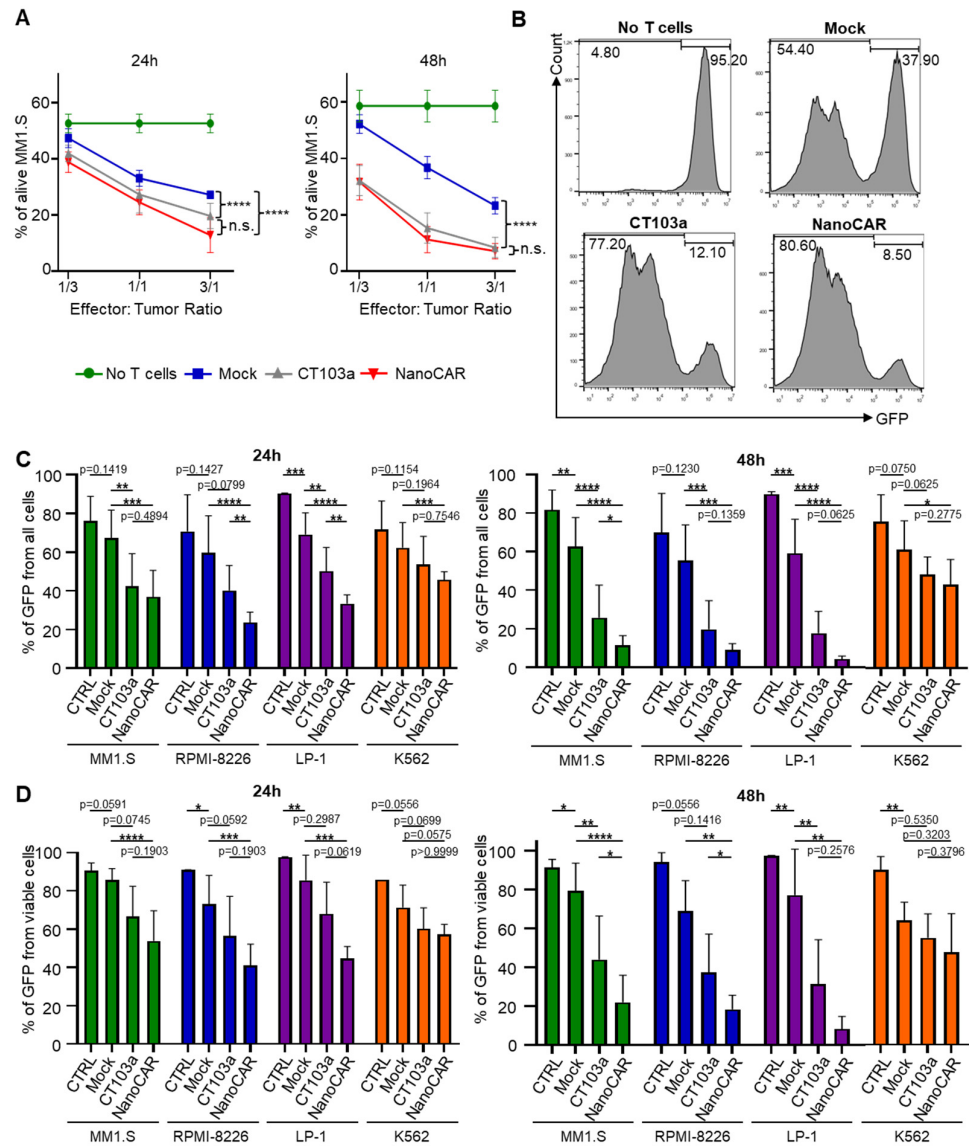 A
24h
48h
% of alive MM1.S
60
40
20
0
1/3
1/1
3/1
Effector: Tumor Ratio
****
n.s.
****
% of alive MM1.S
60
40
20
0
1/3
1/1
3/1
Effector: Tumor Ratio
****
n.s.
No T cells
Mock
CT103a
NanoCAR
B
No T cells
Mock
4.80
95.20
54.40
37.90
CT103a
NanoCAR
77.20
12.10
80.60
8.50
Count
GFP
C
24h
% of GFP from all cells
100
80
60
40
20
0
p=0.1419
**
***
p=0.4894
p=0.1427
p=0.0799
****
**
***
**
****
**
p=0.1154
p=0.1964
***
p=0.7546
CTRL
Mock
CT103a
NanoCAR
CTRL
Mock
CT103a
NanoCAR
CTRL
Mock
CT103a
NanoCAR
CTRL
Mock
CT103a
NanoCAR
MM1.S
RPMI-8226
LP-1
K562
48h
% of GFP from all cells
100
80
60
40
20
0
**
****
****
*
p=0.1230
***
***
p=0.1359
***
****
****
p=0.0625
p=0.0750
p=0.0625
*
p=0.2775
CTRL
Mock
CT103a
NanoCAR
CTRL
Mock
CT103a
NanoCAR
CTRL
Mock
CT103a
NanoCAR
CTRL
Mock
CT103a
NanoCAR
MM1.S
RPMI-8226
LP-1
K562
D
24h
% of GFP from viable cells
100
80
60
40
20
0
p=0.0591
p=0.0745
****
p=0.1903
*
p=0.0592
***
p=0.1903
**
p=0.2987
***
p=0.0619
p=0.0556
p=0.0699
p=0.0575
p>0.9999
CTRL
Mock
CT103a
NanoCAR
CTRL
Mock
CT103a
NanoCAR
CTRL
Mock
CT103a
NanoCAR
CTRL
Mock
CT103a
NanoCAR
MM1.S
RPMI-8226
LP-1
K562
48h
% of GFP from viable cells
100
80
60
40
20
0
*
**
****
*
p=0.0556
p=0.1416
**
*
**
**
**
p=0.2576
**
p=0.5350
p=0.3203
p=0.3796
CTRL
Mock
CT103a
NanoCAR
CTRL
Mock
CT103a
NanoCAR
CTRL
Mock
CT103a
NanoCAR
CTRL
Mock
CT103a
NanoCAR
MM1.S
RPMI-8226
LP-1
K562